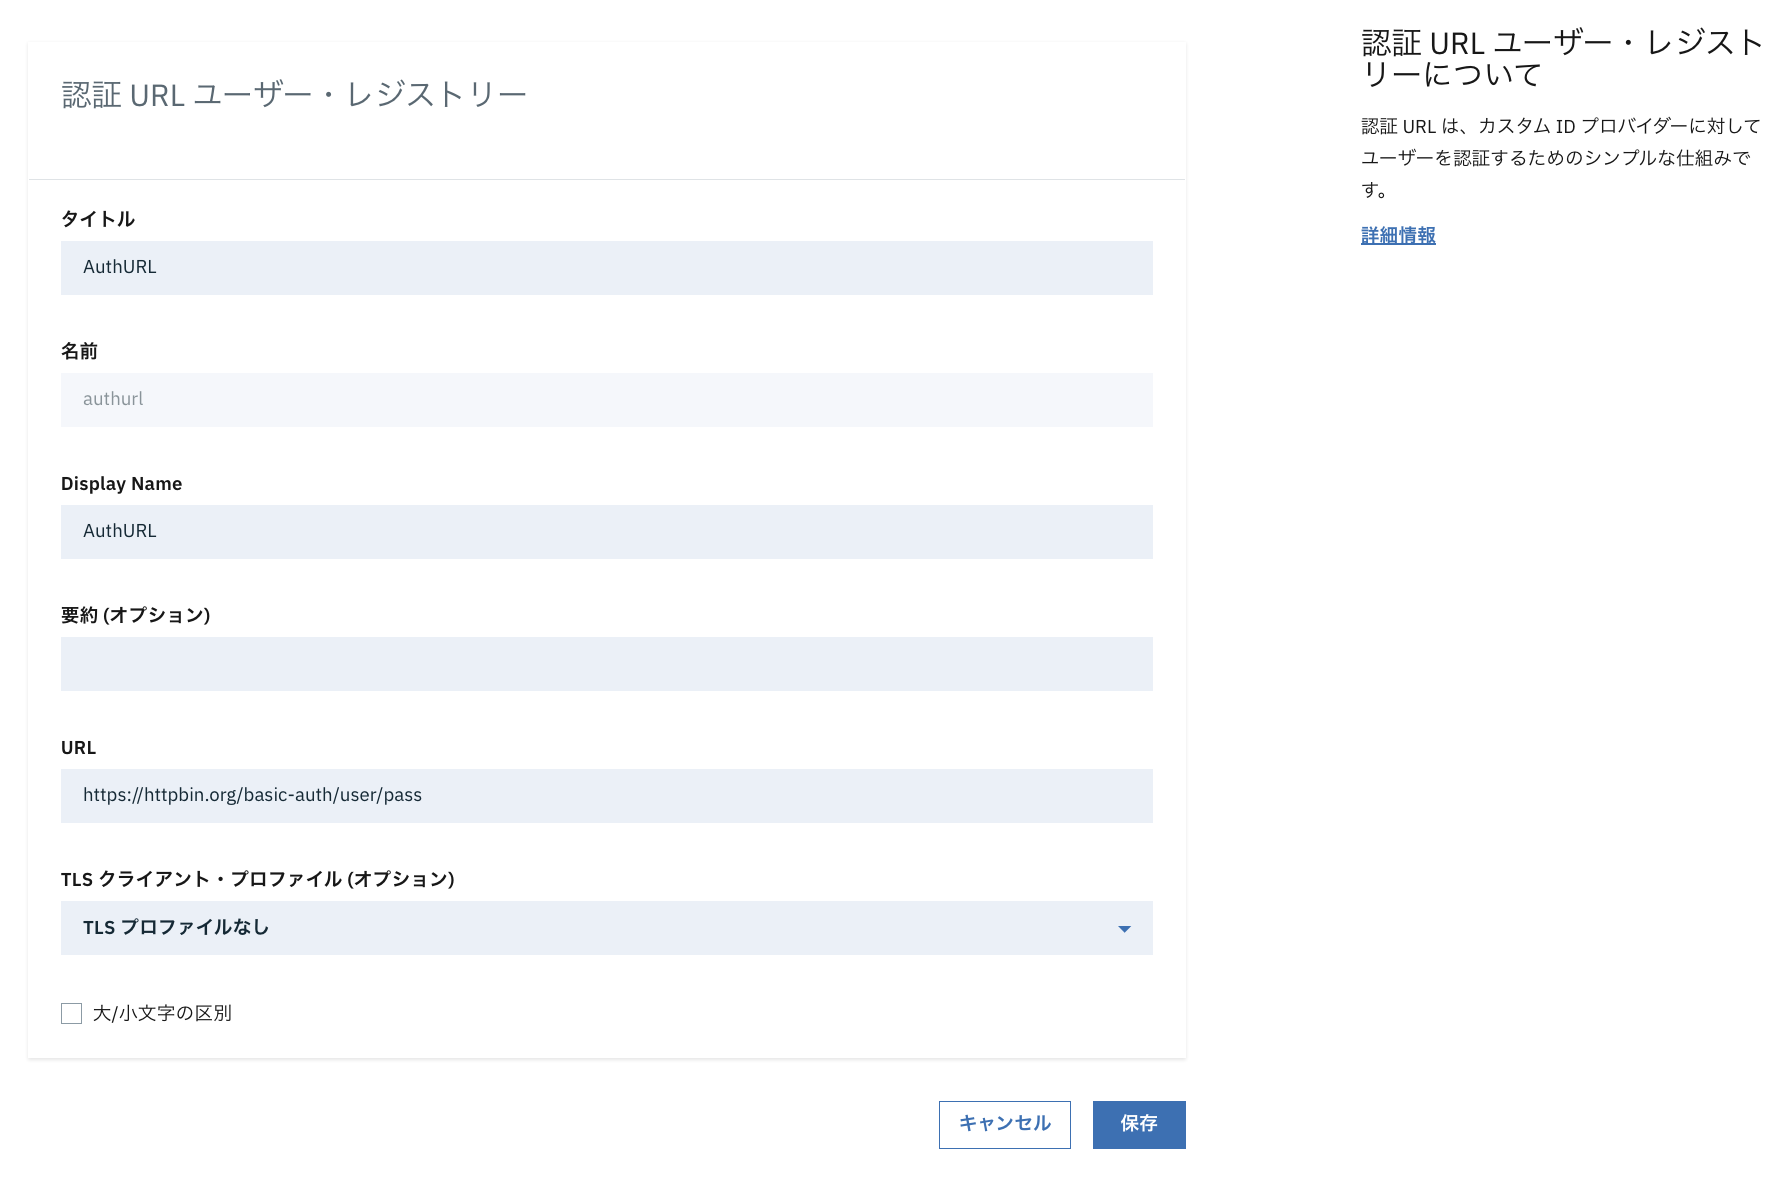 認証 URL ユーザー・レジストリー
タイトル
AuthURL
名前
authurl
Display Name
AuthURL
要約 (オプション)
URL
https://httpbin.org/basic-auth/user/pass
TLS クライアント・プロファイル (オプション)
TLS プロファイルなし
大/小文字の区別
キャンセル
保存
認証 URL ユーザー・レジスト
リーについて
認証 URL は、カスタム ID プロバイダーに対して
ユーザーを認証するためのシンプルな仕組みで
す。
詳細情報